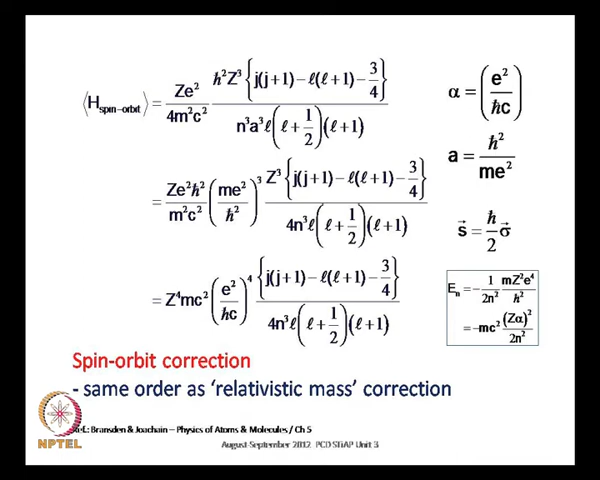 ⟨H_spin−orbit⟩ = Ze²/4m²c² ħ²Z³{j(j+1)−ℓ(ℓ+1)−3/4}/n³a³ℓ(ℓ+1/2)(ℓ+1)
= Ze²ħ²/m²c² (me²/ħ²)³ Z³{j(j+1)−ℓ(ℓ+1)−3/4}/4n³ℓ(ℓ+1/2)(ℓ+1)
= Z⁴mc² (e²/ħc)⁴ {j(j+1)−ℓ(ℓ+1)−3/4}/4n³ℓ(ℓ+1/2)(ℓ+1)
α = (e²/ħc)
a = ħ²/me²
s⃗ = ħ/2 σ⃗
Eₙ = −1/2n² mZ²e⁴/ħ²
= −mc² (Zα)²/2n²
Spin-orbit correction
- same order as 'relativistic mass' correction
Ref.: Bransden & Joachain – Physics of Atoms & Molecules / Ch 5
NPTEL
August-September 2012 PCD STiAP Unit 3